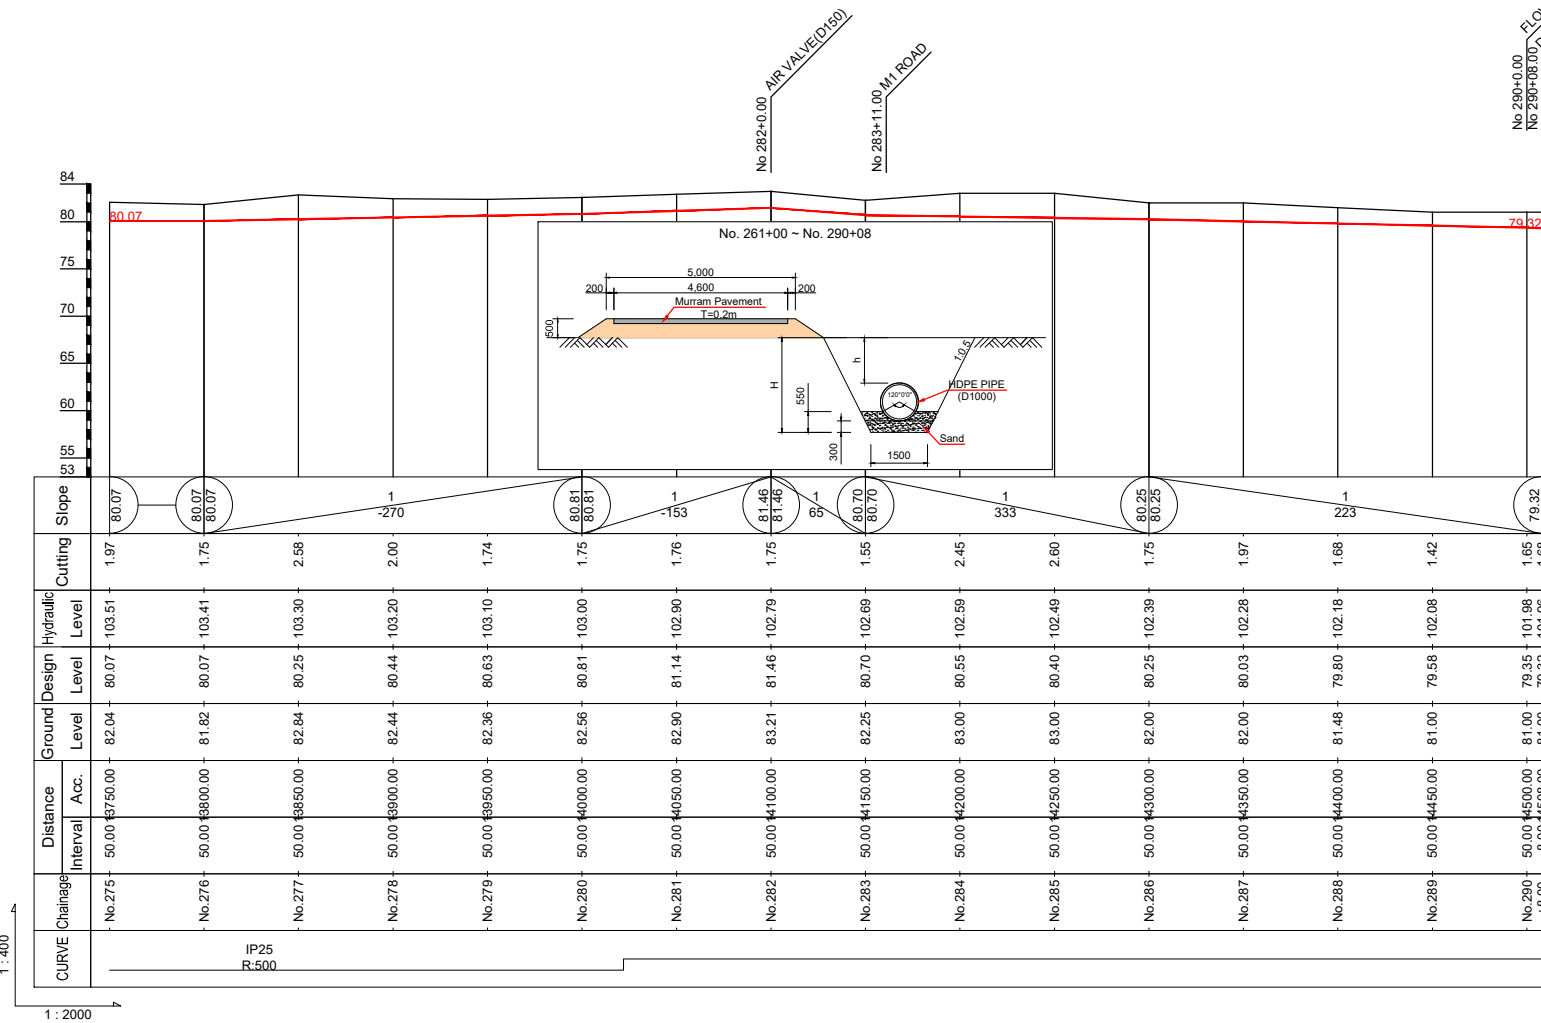 AIR VALVE(D150)
No 282+0.00
M1 ROAD
No 283+11.00
No 290+0.00
No 290+08.00
84
80
75
70
65
60
55
53
80.07
79.32
No. 261+00 ~ No. 290+08
5,000
200 4,600 200
Murram Pavement
T=0.2m
500
H
h
1:0.5
550
300
120°0'0"
HDPE PIPE
(D1000)
Sand
1500
Slope
80.07
80.07 80.07
1
-270
80.81 80.81
1
-153
81.46 81.46
1
65
80.70 80.70
1
333
80.25 80.25
1
223
79.32
Cutting 1.97 1.75 2.58 2.00 1.74 1.75 1.76 1.75 1.55 2.45 2.60 1.75 1.97 1.68 1.42 1.65
Hydraulic Level 103.51 103.41 103.30 103.20 103.10 103.00 102.90 102.79 102.69 102.59 102.49 102.39 102.28 102.18 102.08 101.98
Design Level 80.07 80.07 80.25 80.44 80.63 80.81 81.14 81.46 80.70 80.55 80.40 80.25 80.03 79.80 79.58 79.35
Ground Level 82.04 81.82 82.84 82.44 82.36 82.56 82.90 83.21 82.25 83.00 83.00 82.00 82.00 81.48 81.00 81.00
Distance
Acc. 13750.00 13800.00 13850.00 13900.00 13950.00 14000.00 14050.00 14100.00 14150.00 14200.00 14250.00 14300.00 14350.00 14400.00 14450.00 14500.00
Interval 50.00 50.00 50.00 50.00 50.00 50.00 50.00 50.00 50.00 50.00 50.00 50.00 50.00 50.00 50.00 50.00
Chainage No.275 No.276 No.277 No.278 No.279 No.280 No.281 No.282 No.283 No.284 No.285 No.286 No.287 No.288 No.289 No.290
CURVE
IP25
R:500
1 : 400
1 : 2000